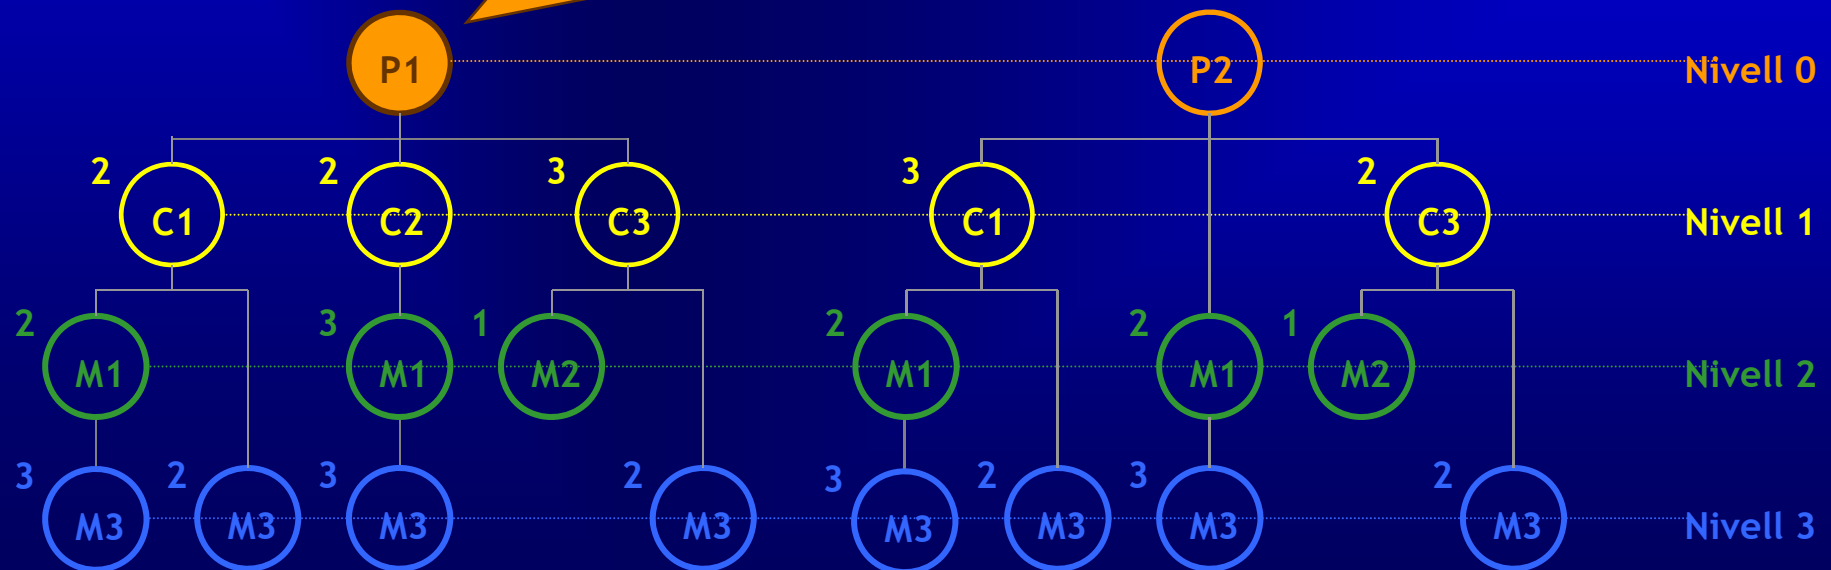 P1 P2 Nivell 0
2 2 3 3 2
C1 C2 C3 C1 C3 Nivell 1
2 3 1 2 2 1
M1 M1 M2 M1 M1 M2 Nivell 2
3 2 3 2 3 2 3 2
M3 M3 M3 M3 M3 M3 M3 M3 Nivell 3